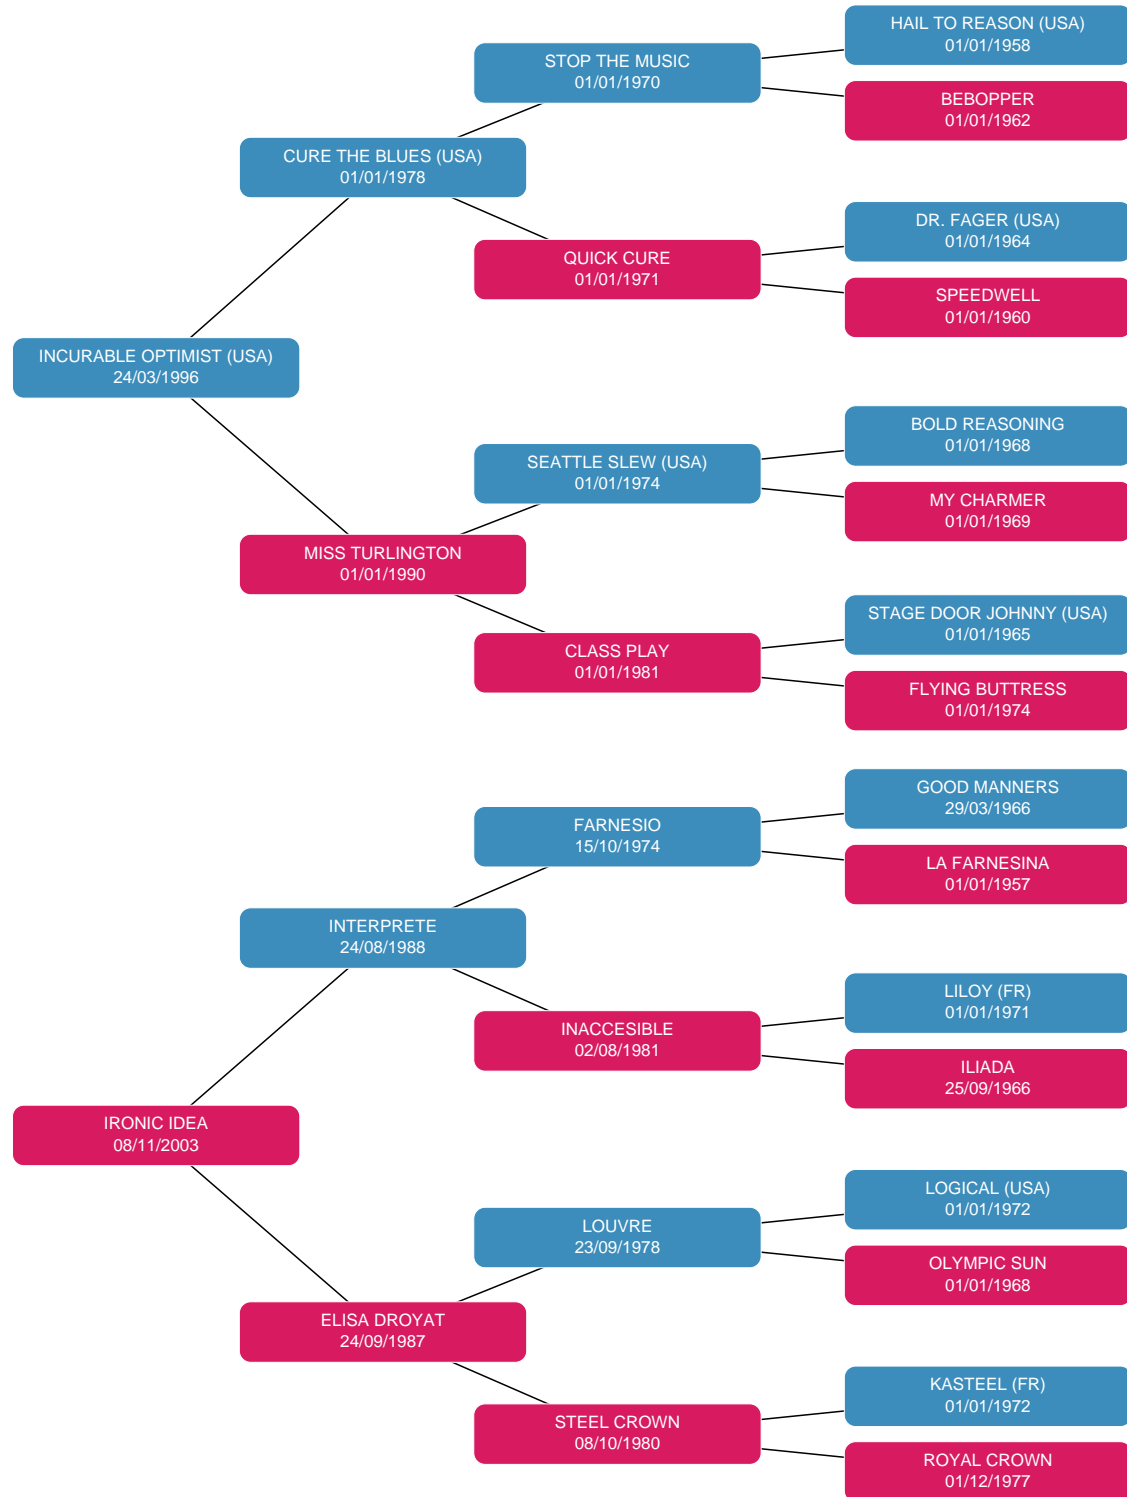 HAIL TO REASON (USA)
01/01/1958
STOP THE MUSIC
01/01/1970
BEBOPPER
01/01/1962
CURE THE BLUES (USA)
01/01/1978
DR. FAGER (USA)
01/01/1964
QUICK CURE
01/01/1971
SPEEDWELL
01/01/1960
INCURABLE OPTIMIST (USA)
24/03/1996
BOLD REASONING
01/01/1968
SEATTLE SLEW (USA)
01/01/1974
MY CHARMER
01/01/1969
MISS TURLINGTON
01/01/1990
STAGE DOOR JOHNNY (USA)
01/01/1965
CLASS PLAY
01/01/1981
FLYING BUTTRESS
01/01/1974
GOOD MANNERS
29/03/1966
FARNESIO
15/10/1974
LA FARNESINA
01/01/1957
INTERPRETE
24/08/1988
LILOY (FR)
01/01/1971
INACCESIBLE
02/08/1981
ILIADA
25/09/1966
IRONIC IDEA
08/11/2003
LOGICAL (USA)
01/01/1972
LOUVRE
23/09/1978
OLYMPIC SUN
01/01/1968
ELISA DROYAT
24/09/1987
KASTEEL (FR)
01/01/1972
STEEL CROWN
08/10/1980
ROYAL CROWN
01/12/1977